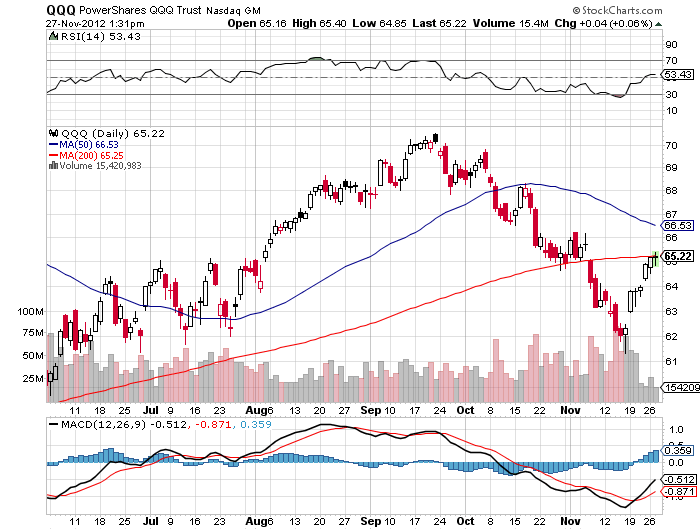 QQQ PowerShares QQQ Trust Nasdaq GM © StockCharts.com
27-Nov-2012 1:31pm Open 65.16 High 65.40 Low 64.85 Last 65.22 Volume 15.4M Chg +0.04 (+0.06%)
RSI(14) 53.43
90
70
53.43
50
30
10
QQQ (Daily) 65.22
MA(50) 66.53
MA(200) 65.25
Volume 15,420,983
70
69
68
67
66.53
66
65.22
65
64
63
62
61
100M
75M
50M
25M
154209
11 18 25 Jul 9 16 23 Aug 6 13 20 27 Sep 10 17 24 Oct 8 15 22 Nov 12 19 26
MACD(12,26,9) -0.512, -0.871, 0.359
1.0
0.5
0.359
0.0
-0.512
-0.871
11 18 25 Jul 9 16 23 Aug 6 13 20 27 Sep 10 17 24 Oct 8 15 22 Nov 12 19 26